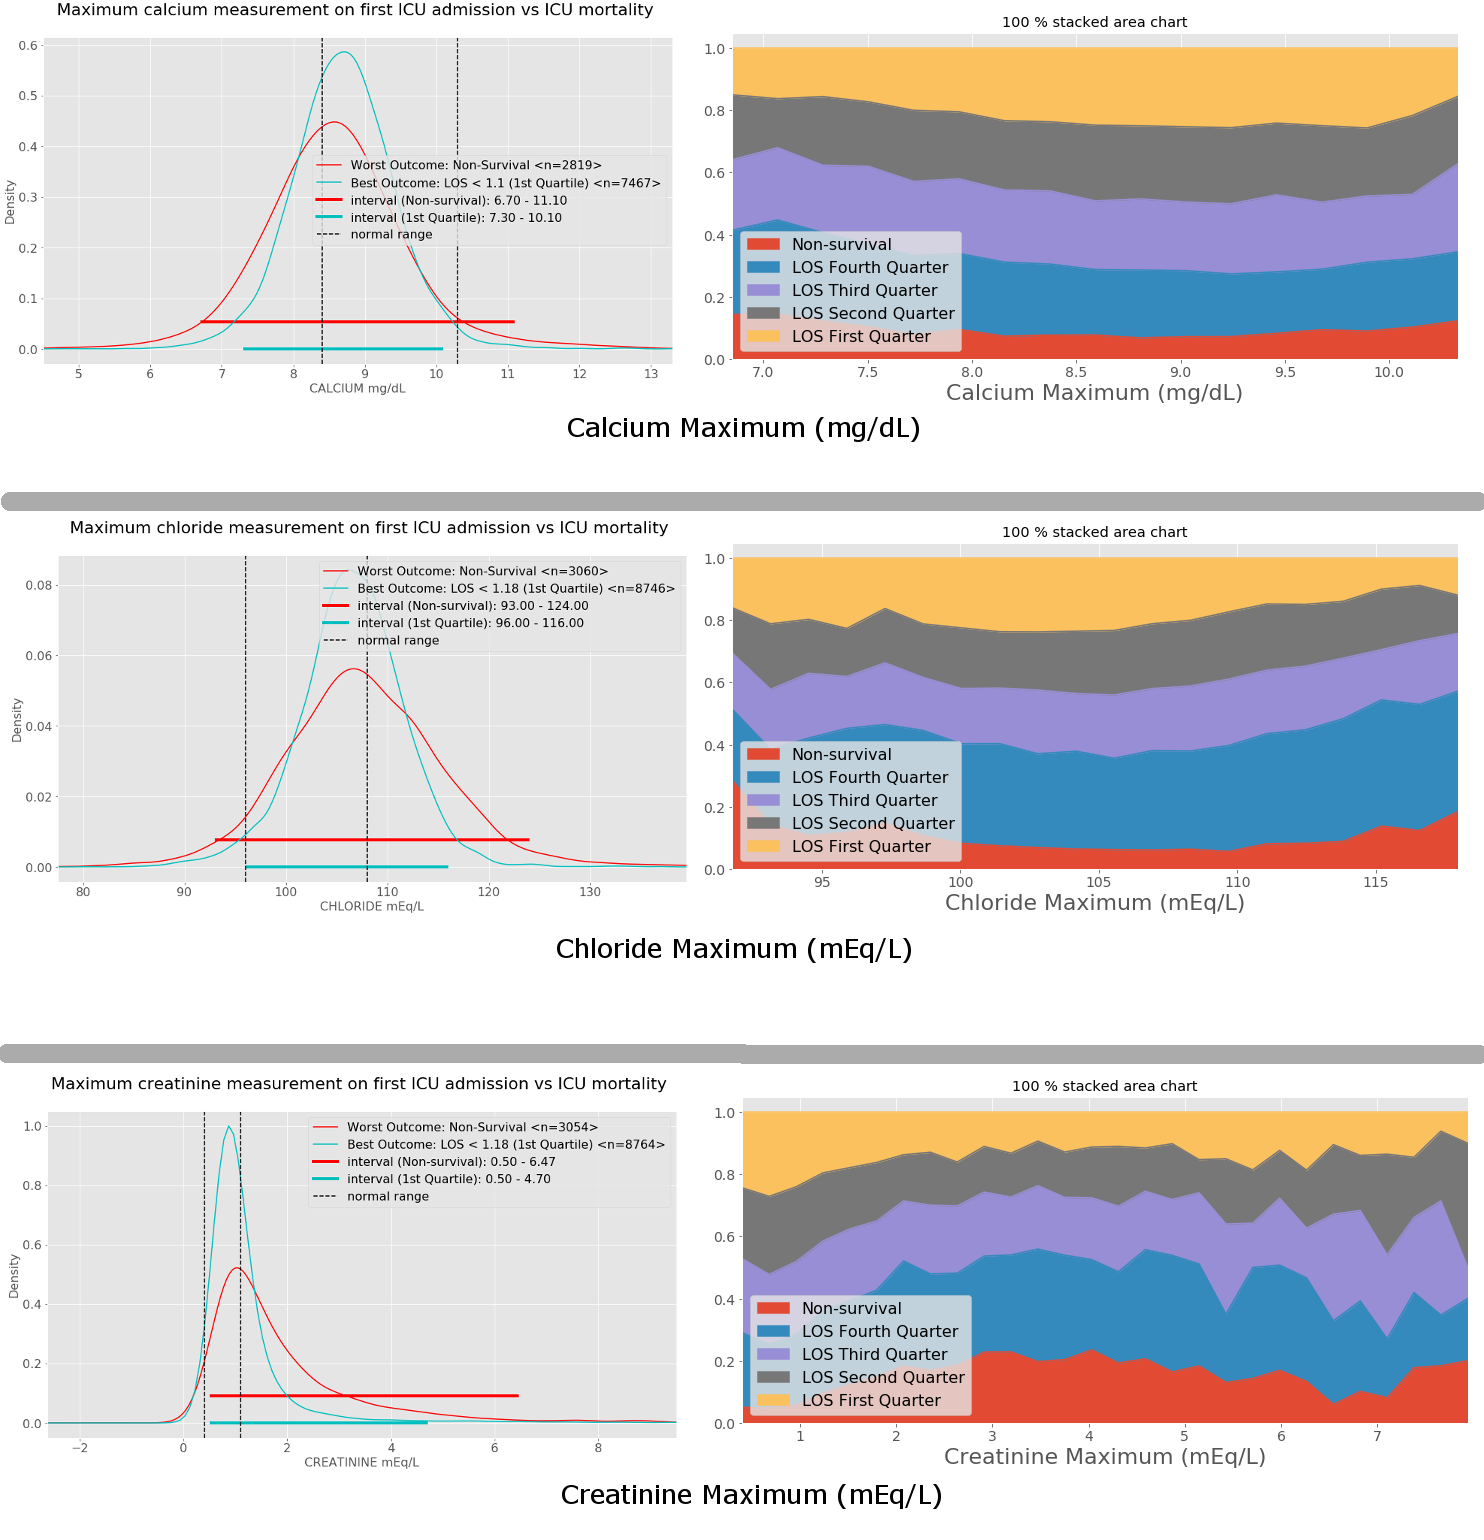 Maximum calcium measurement on first ICU admission vs ICU mortality
0.6
0.5
0.4
0.3
0.2
0.1
0.0
Density
Worst Outcome: Non-Survival <n=2819>
Best Outcome: LOS < 1.1 (1st Quartile) <n=7467>
interval (Non-survival): 6.70 - 11.10
interval (1st Quartile): 7.30 - 10.10
normal range
5 6 7 8 9 10 11 12 13
CALCIUM mg/dL
100 % stacked area chart
1.0
0.8
0.6
0.4
0.2
0.0
Non-survival
LOS Fourth Quarter
LOS Third Quarter
LOS Second Quarter
LOS First Quarter
7.0 7.5 8.0 8.5 9.0 9.5 10.0
Calcium Maximum (mg/dL)
Calcium Maximum (mg/dL)
Maximum chloride measurement on first ICU admission vs ICU mortality
0.08
0.06
0.04
0.02
0.00
Density
Worst Outcome: Non-Survival <n=3060>
Best Outcome: LOS < 1.18 (1st Quartile) <n=8746>
interval (Non-survival): 93.00 - 124.00
interval (1st Quartile): 96.00 - 116.00
normal range
80 90 100 110 120 130
CHLORIDE mEq/L
100 % stacked area chart
1.0
0.8
0.6
0.4
0.2
0.0
Non-survival
LOS Fourth Quarter
LOS Third Quarter
LOS Second Quarter
LOS First Quarter
95 100 105 110 115
Chloride Maximum (mEq/L)
Chloride Maximum (mEq/L)
Maximum creatinine measurement on first ICU admission vs ICU mortality
1.0
0.8
0.6
0.4
0.2
0.0
Density
Worst Outcome: Non-Survival <n=3054>
Best Outcome: LOS < 1.18 (1st Quartile) <n=8764>
interval (Non-survival): 0.50 - 6.47
interval (1st Quartile): 0.50 - 4.70
normal range
−2 0 2 4 6 8
CREATININE mEq/L
100 % stacked area chart
1.0
0.8
0.6
0.4
0.2
0.0
Non-survival
LOS Fourth Quarter
LOS Third Quarter
LOS Second Quarter
LOS First Quarter
1 2 3 4 5 6 7
Creatinine Maximum (mEq/L)
Creatinine Maximum (mEq/L)